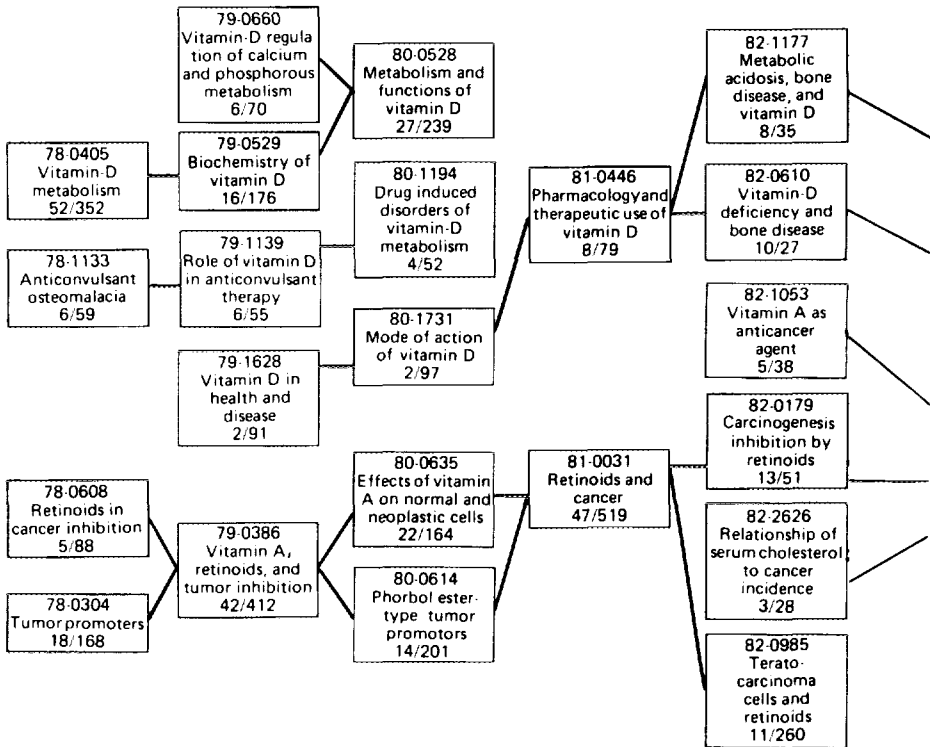 79-0660
Vitamin-D regula
tion of calcium
and phosphorous
metabolism
6/70
79-0529
Biochemistry of
vitamin D
16/176
78-0405
Vitamin-D
metabolism
52/352
78-1133
Anticonvulsant
osteomalacia
6/59
79-1139
Role of vitamin D
in anticonvulsant
therapy
6/55
79-1628
Vitamin D in
health and
disease
2/91
80-0528
Metabolism and
functions of
vitamin D
27/239
80-1194
Drug induced
disorders of
vitamin-D
metabolism
4/52
80-1731
Mode of action
of vitamin D
2/97
81-0446
Pharmacology and
therapeutic use of
vitamin D
8/79
82-1177
Metabolic
acidosis, bone
disease, and
vitamin D
8/35
82-0610
Vitamin-D
deficiency and
bone disease
10/27
82-1053
Vitamin A as
anticancer
agent
5/38
82-0179
Carcinogenesis
inhibition by
retinoids
13/51
82-2626
Relationship of
serum cholesterol
to cancer
incidence
3/28
82-0985
Terato-
carcinoma
cells and
retinoids
11/260
78-0608
Retinoids in
cancer inhibition
5/88
78-0304
Tumor promoters
18/168
79-0386
Vitamin A,
retinoids, and
tumor inhibition
42/412
80-0635
Effects of vitamin
A on normal and
neoplastic cells
22/164
80-0614
Phorbol ester-
type tumor
promotors
14/201
81-0031
Retinoids and
cancer
47/519